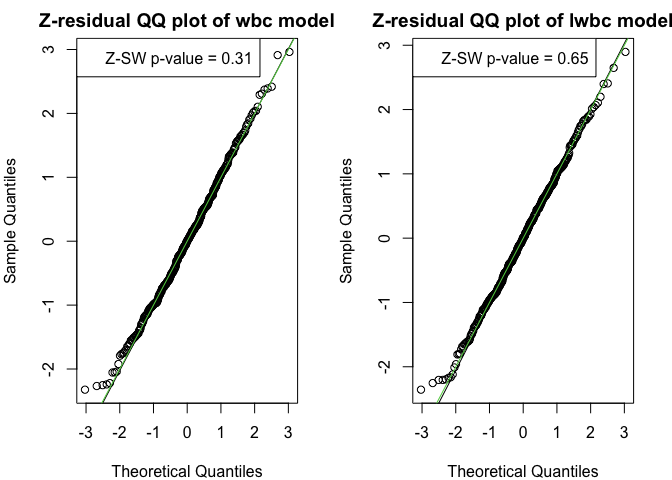 Z-residual QQ plot of wbc model
Z-SW p-value = 0.31
3
2
1
0
-1
-2
Sample Quantiles
-3 -2 -1 0 1 2 3
Theoretical Quantiles
Z-residual QQ plot of lwbc model
Z-SW p-value = 0.65
3
2
1
0
-1
-2
Sample Quantiles
-3 -2 -1 0 1 2 3
Theoretical Quantiles